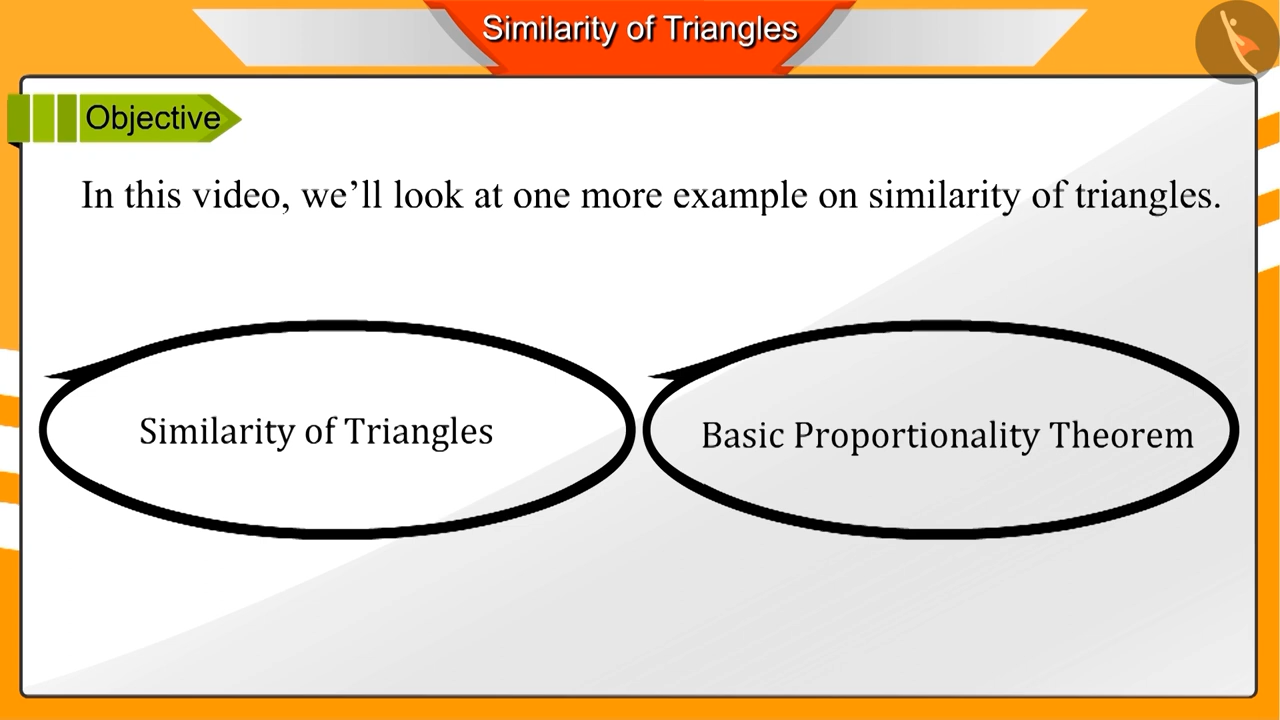 Similarity of Triangles
Objective
In this video, we’ll look at one more example on similarity of triangles.
Similarity of Triangles
Basic Proportionality Theorem